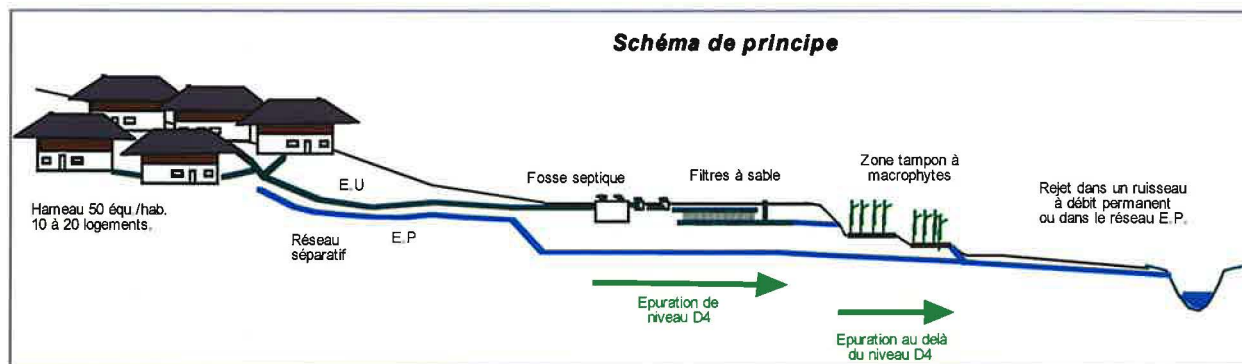 Schéma de principe
Hameau 50 équ./hab.
10 à 20 logements.
E.U
Réseau
séparatif
E.P
Fosse septique
Filtres à sable
Zone tampon à
macrophytes
Rejet dans un ruisseau
à débit permanent
ou dans le réseau E.P.
Epuration de
niveau D4
Epuration au delà
du niveau D4